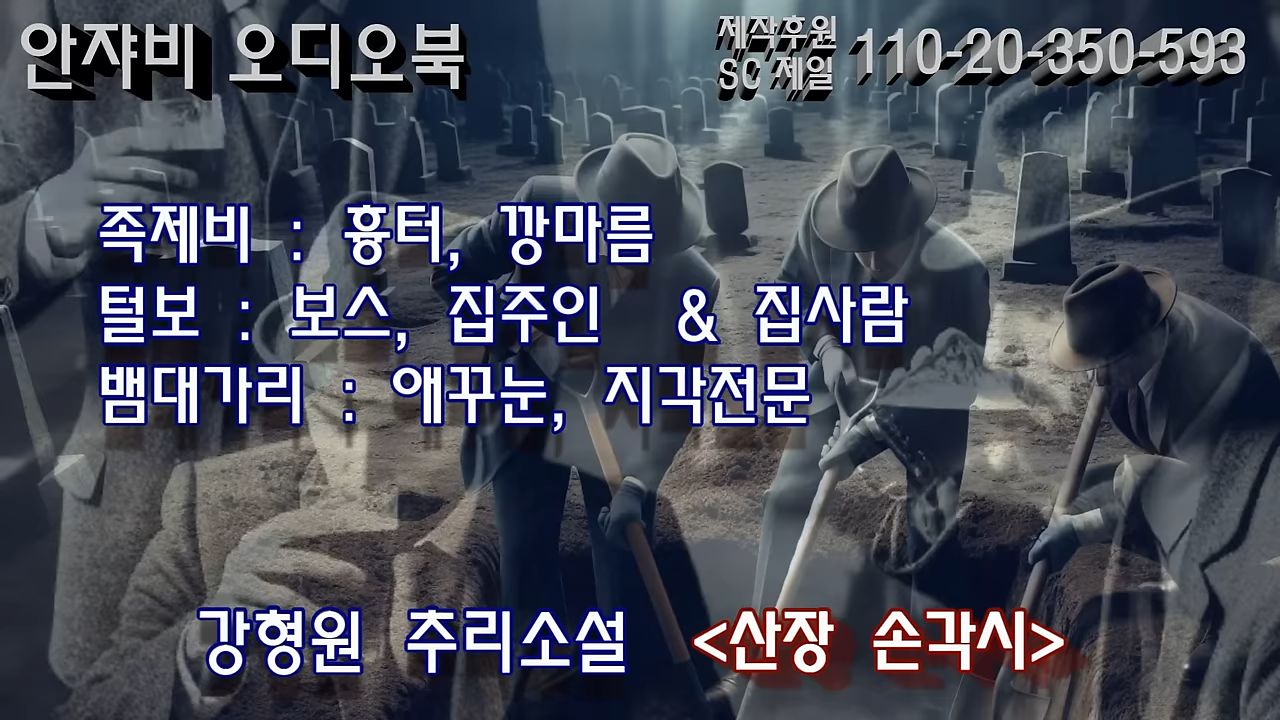 안쟈비 오디오북
제작후원
SC 제일
110-20-350-593
족제비 : 흉터, 깡마름
털보 : 보스, 집주인 & 집사람
뱀대가리 : 애꾸눈, 지각전문
강형원 추리소설 <산장 손각시>